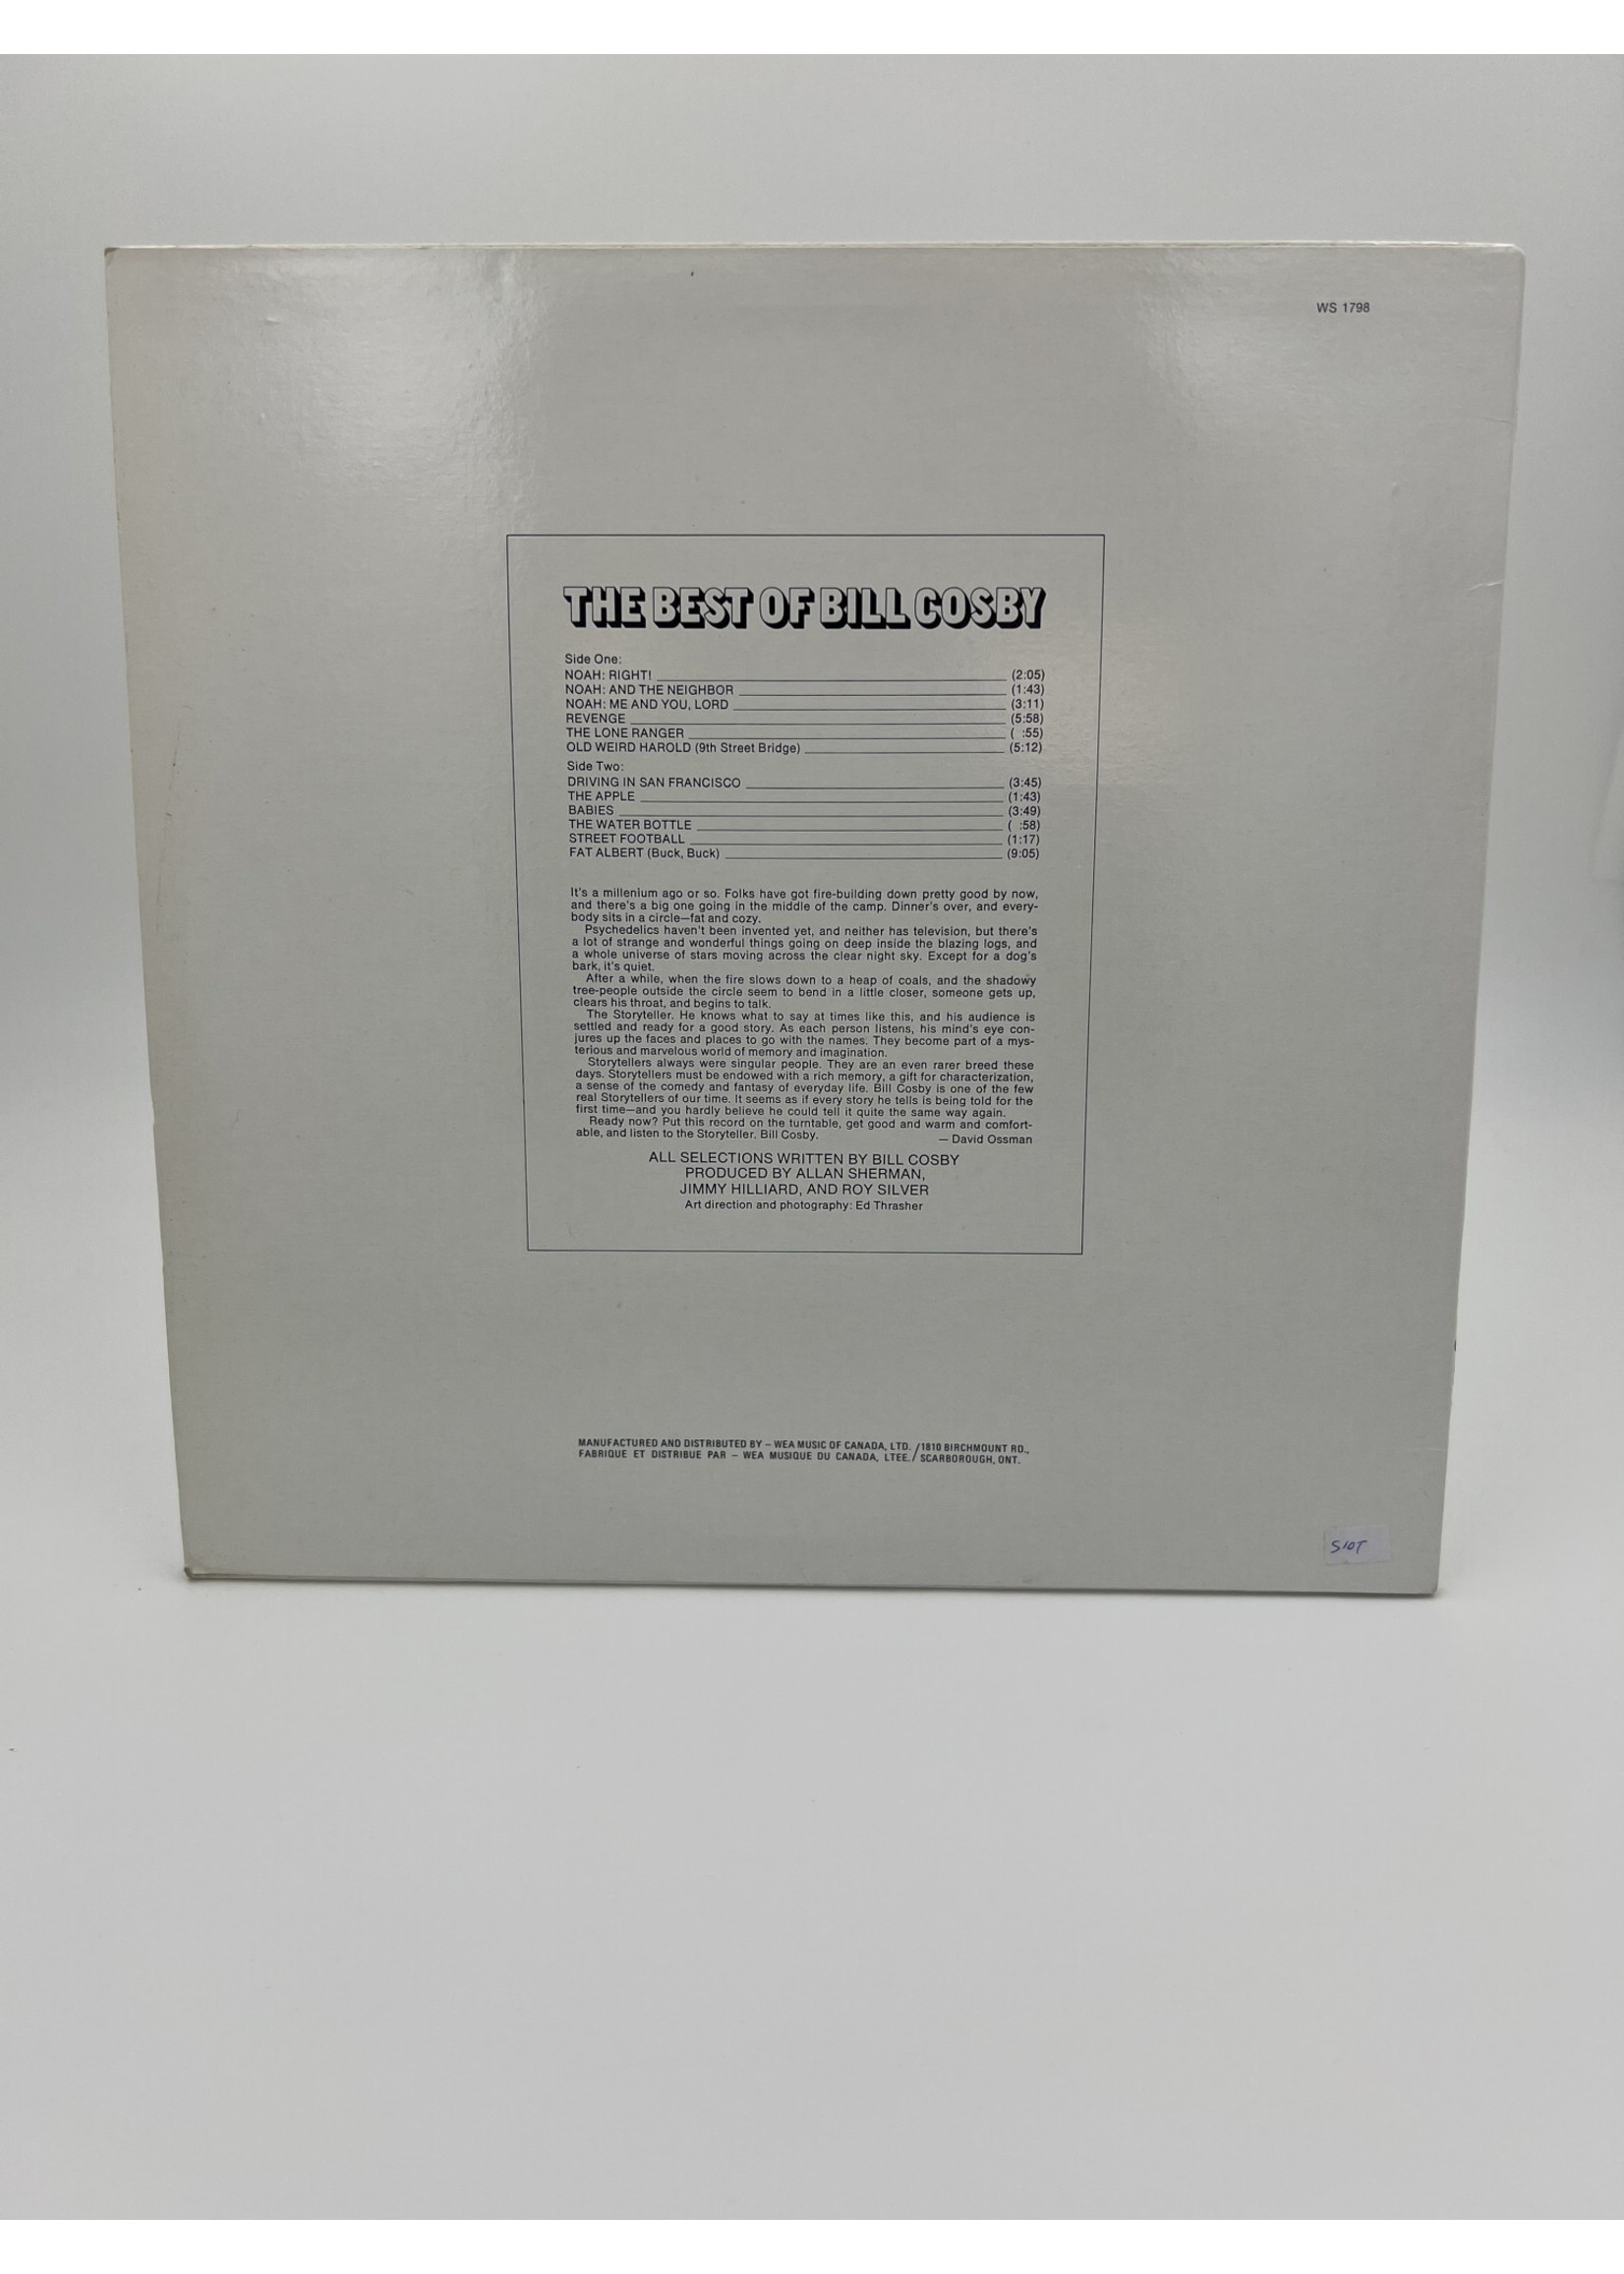 WS 1798
THE BEST OF BILL COSBY
Side One:
NOAH: RIGHT! (2:05)
NOAH: AND THE NEIGHBOR (1:43)
NOAH: ME AND YOU, LORD (3:11)
REVENGE (5:58)
THE LONE RANGER ( :55)
OLD WEIRD HAROLD (9th Street Bridge) (5:12)
Side Two:
DRIVING IN SAN FRANCISCO (3:45)
THE APPLE (1:43)
BABIES (3:49)
THE WATER BOTTLE ( :58)
STREET FOOTBALL (1:17)
FAT ALBERT (Buck, Buck) (9:05)
It's a millenium ago or so. Folks have got fire-building down pretty good by now,
and there's a big one going in the middle of the camp. Dinner's over, and every-
body sits in a circle—fat and cozy.
Psychedelics haven't been invented yet, and neither has television, but there's
a lot of strange and wonderful things going on deep inside the blazing logs, and
a whole universe of stars moving across the clear night sky. Except for a dog's
bark, it's quiet.
After a while, when the fire slows down to a heap of coals, and the shadowy
tree-people outside the circle seem to bend in a little closer, someone gets up,
clears his throat, and begins to talk.
The Storyteller. He knows what to say at times like this, and his audience is
settled and ready for a good story. As each person listens, his mind's eye con-
jures up the faces and places to go with the names. They become part of a mys-
terious and marvelous world of memory and imagination.
Storytellers always were singular people. They are an even rarer breed these
days. Storytellers must be endowed with a rich memory, a gift for characterization,
a sense of the comedy and fantasy of everyday life. Bill Cosby is one of the few
real Storytellers of our time. It seems as if every story he tells is being told for the
first time—and you hardly believe he could tell it quite the same way again.
Ready now? Put this record on the turntable, get good and warm and comfort-
able, and listen to the Storyteller. Bill Cosby.
— David Ossman
ALL SELECTIONS WRITTEN BY BILL COSBY
PRODUCED BY ALLAN SHERMAN,
JIMMY HILLIARD, AND ROY SILVER
Art direction and photography: Ed Thrasher
MANUFACTURED AND DISTRIBUTED BY – WEA MUSIC OF CANADA, LTD. / 1810 BIRCHMOUNT RD.,
FABRIQUE ET DISTRIBUE PAR – WEA MUSIQUE DU CANADA, LTEE. / SCARBOROUGH, ONT.